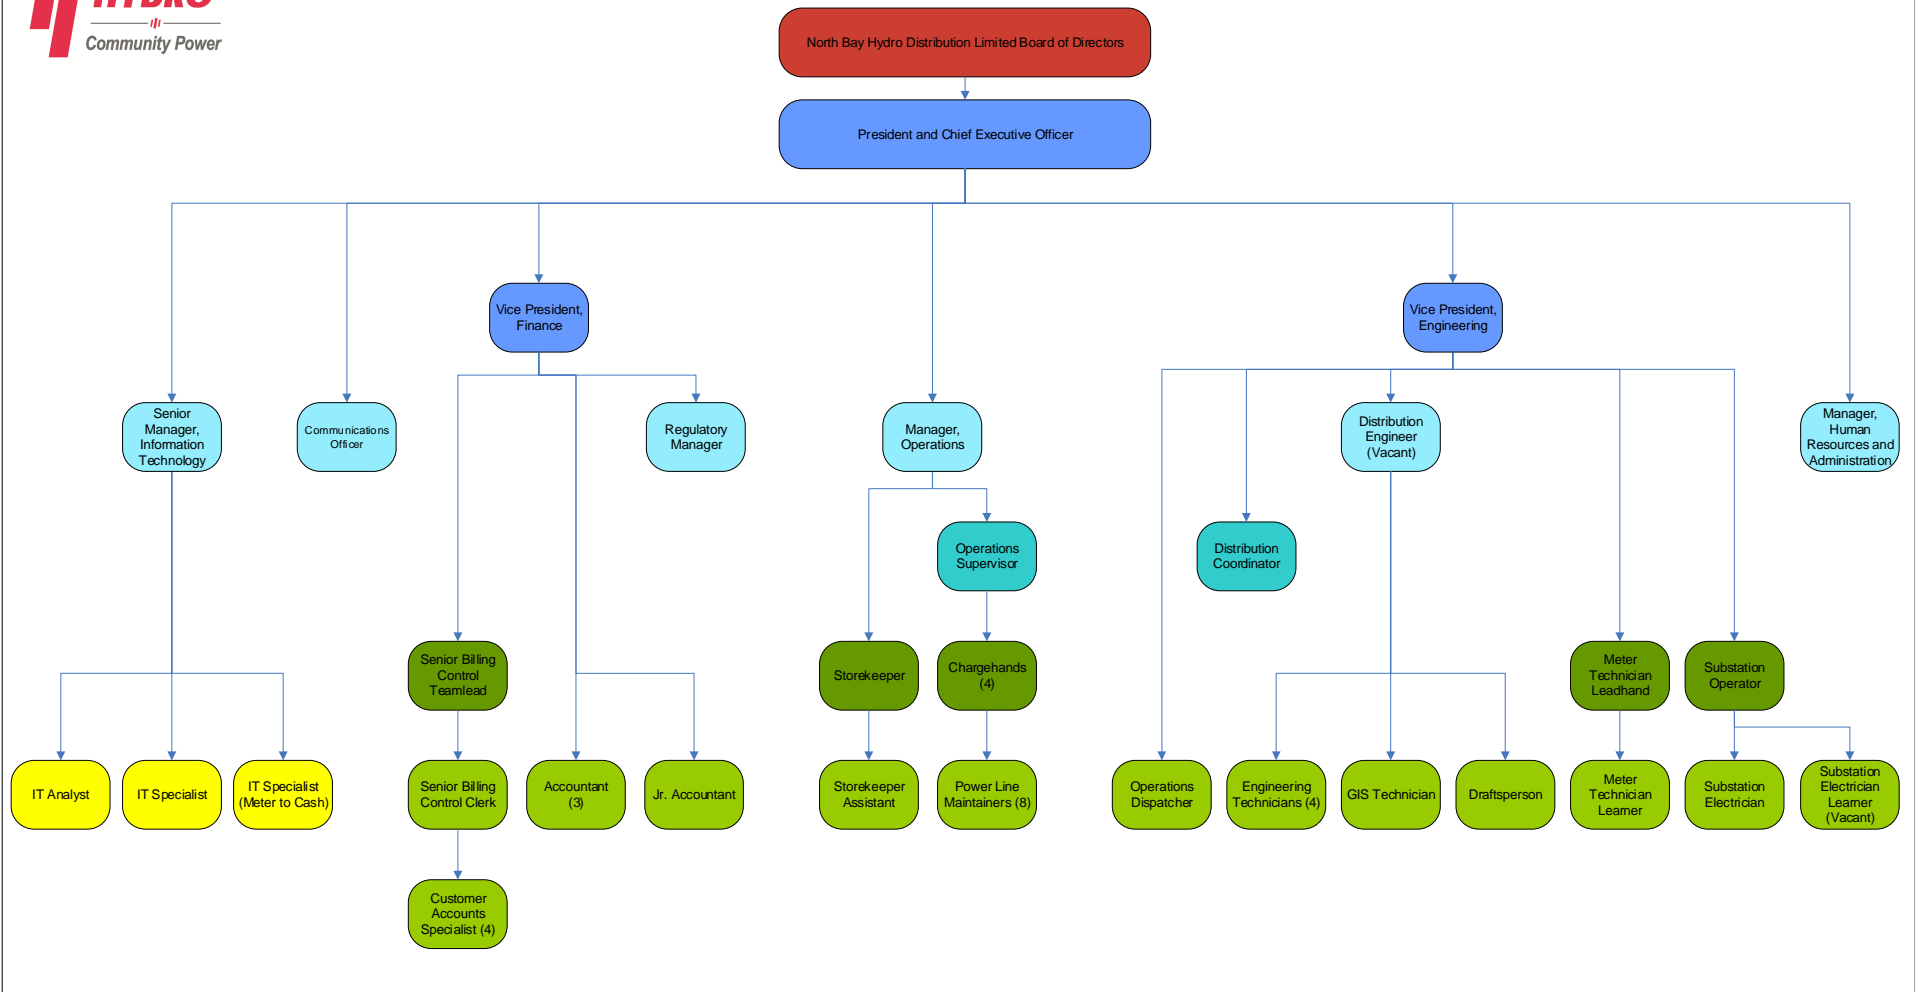 HYDRO
Community Power
North Bay Hydro Distribution Limited Board of Directors
President and Chief Executive Officer
Vice President,
Finance
Vice President,
Engineering
Senior
Manager,
Information
Technology
Communications
Officer
Regulatory
Manager
Manager,
Operations
Distribution
Engineer
(Vacant)
Manager,
Human
Resources and
Administration
Operations
Supervisor
Distribution
Coordinator
Senior Billing
Control
Teamlead
Storekeeper
Chargehands
(4)
Meter
Technician
Leadhand
Substation
Operator
IT Analyst
IT Specialist
IT Specialist
(Meter to Cash)
Senior Billing
Control Clerk
Accountant
(3)
Jr. Accountant
Storekeeper
Assistant
Power Line
Maintainers (8)
Operations
Dispatcher
Engineering
Technicians (4)
GIS Technician
Draftsperson
Meter
Technician
Learner
Substation
Electrician
Substation
Electrician
Learner
(Vacant)
Customer
Accounts
Specialist (4)